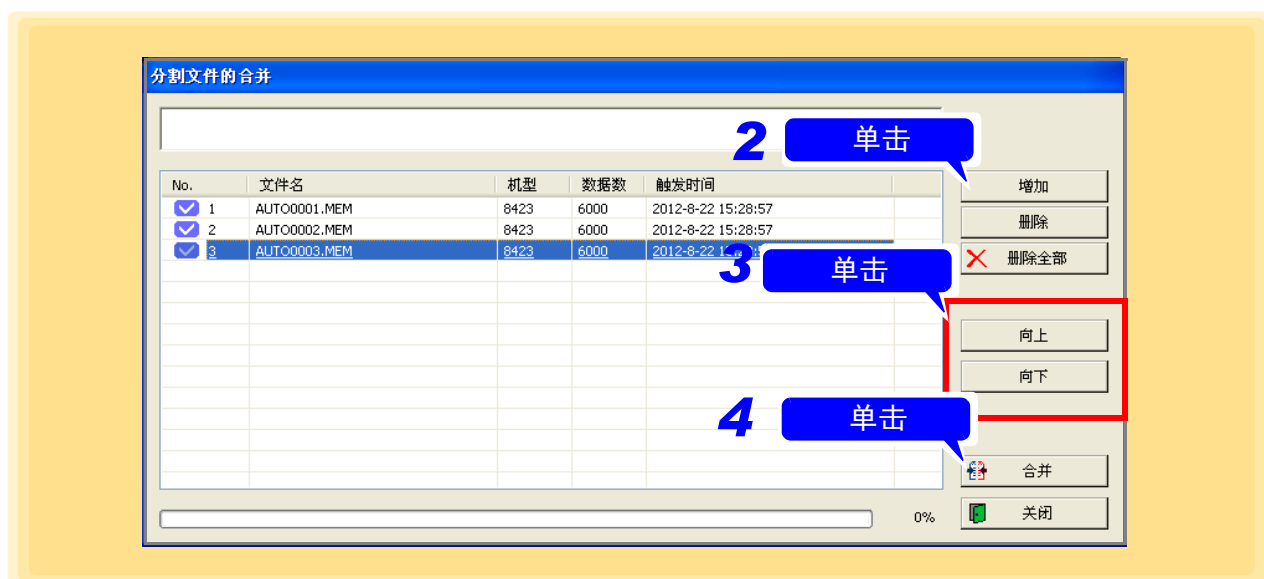 分割文件的合并
2 单击
No. 文件名 机型 数据数 触发时间 增加
1 AUTO0001.MEM 8423 6000 2012-8-22 15:28:57
删除
2 AUTO0002.MEM 8423 6000 2012-8-22 15:28:57
3 AUTO0003.MEM 8423 6000 2012-8-22
删除全部
3 单击
向上
向下
4 单击
合并
0% 关闭